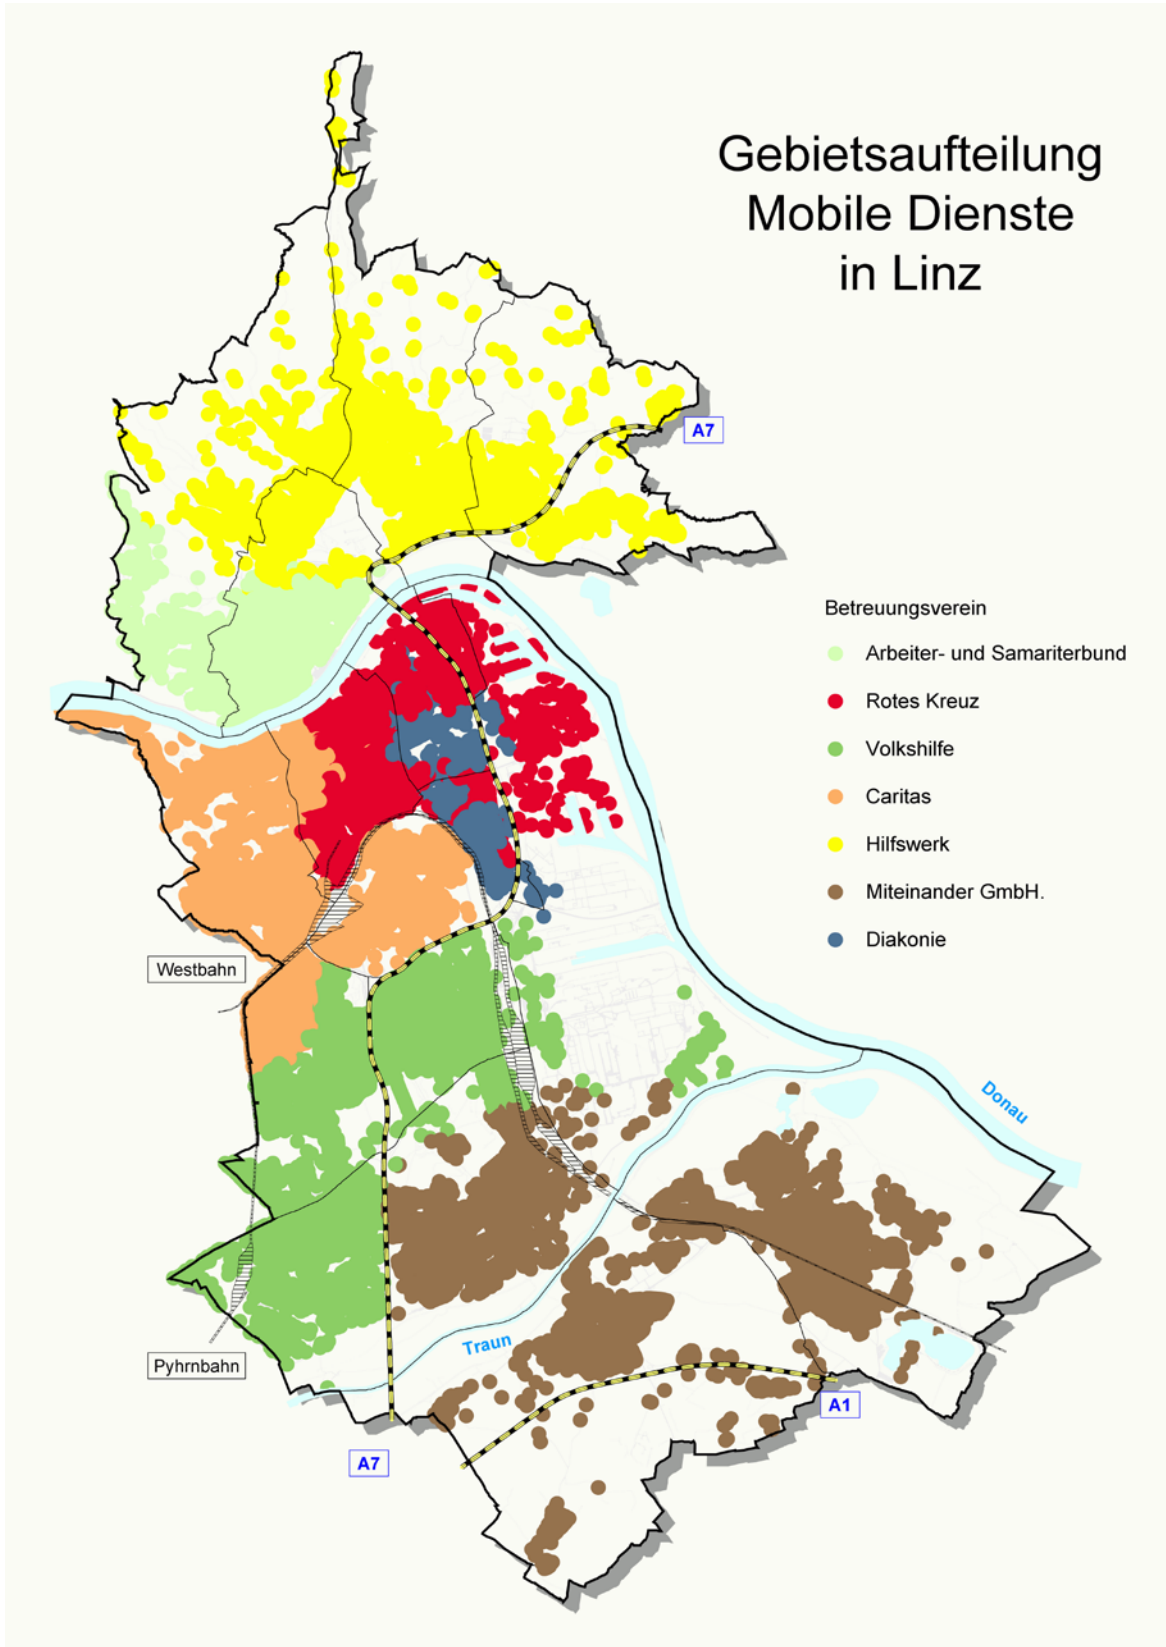 Gebietsaufteilung
Mobile Dienste
in Linz
A7
Betreuungsverein
Arbeiter- und Samariterbund
Rotes Kreuz
Volkshilfe
Caritas
Hilfswerk
Miteinander GmbH.
Diakonie
Westbahn
Donau
Traun
Pyhrnbahn
A1
A7